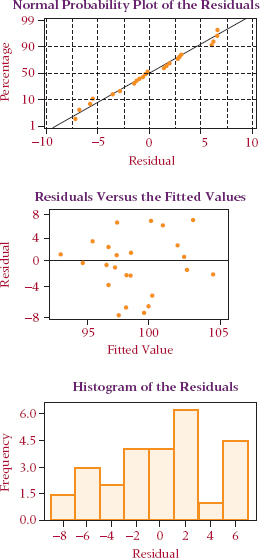 Normal Probability Plot of the Residuals
99
90
50
10
1
Percentage
−10
−5
0
5
10
Residual
Residuals Versus the Fitted Values
8
4
0
−4
−8
Residual
95
100
105
Fitted Value
Histogram of the Residuals
6.0
4.5
3.0
1.5
0.0
Frequency
−8 −6 −4 −2 0 2 4 6
Residual